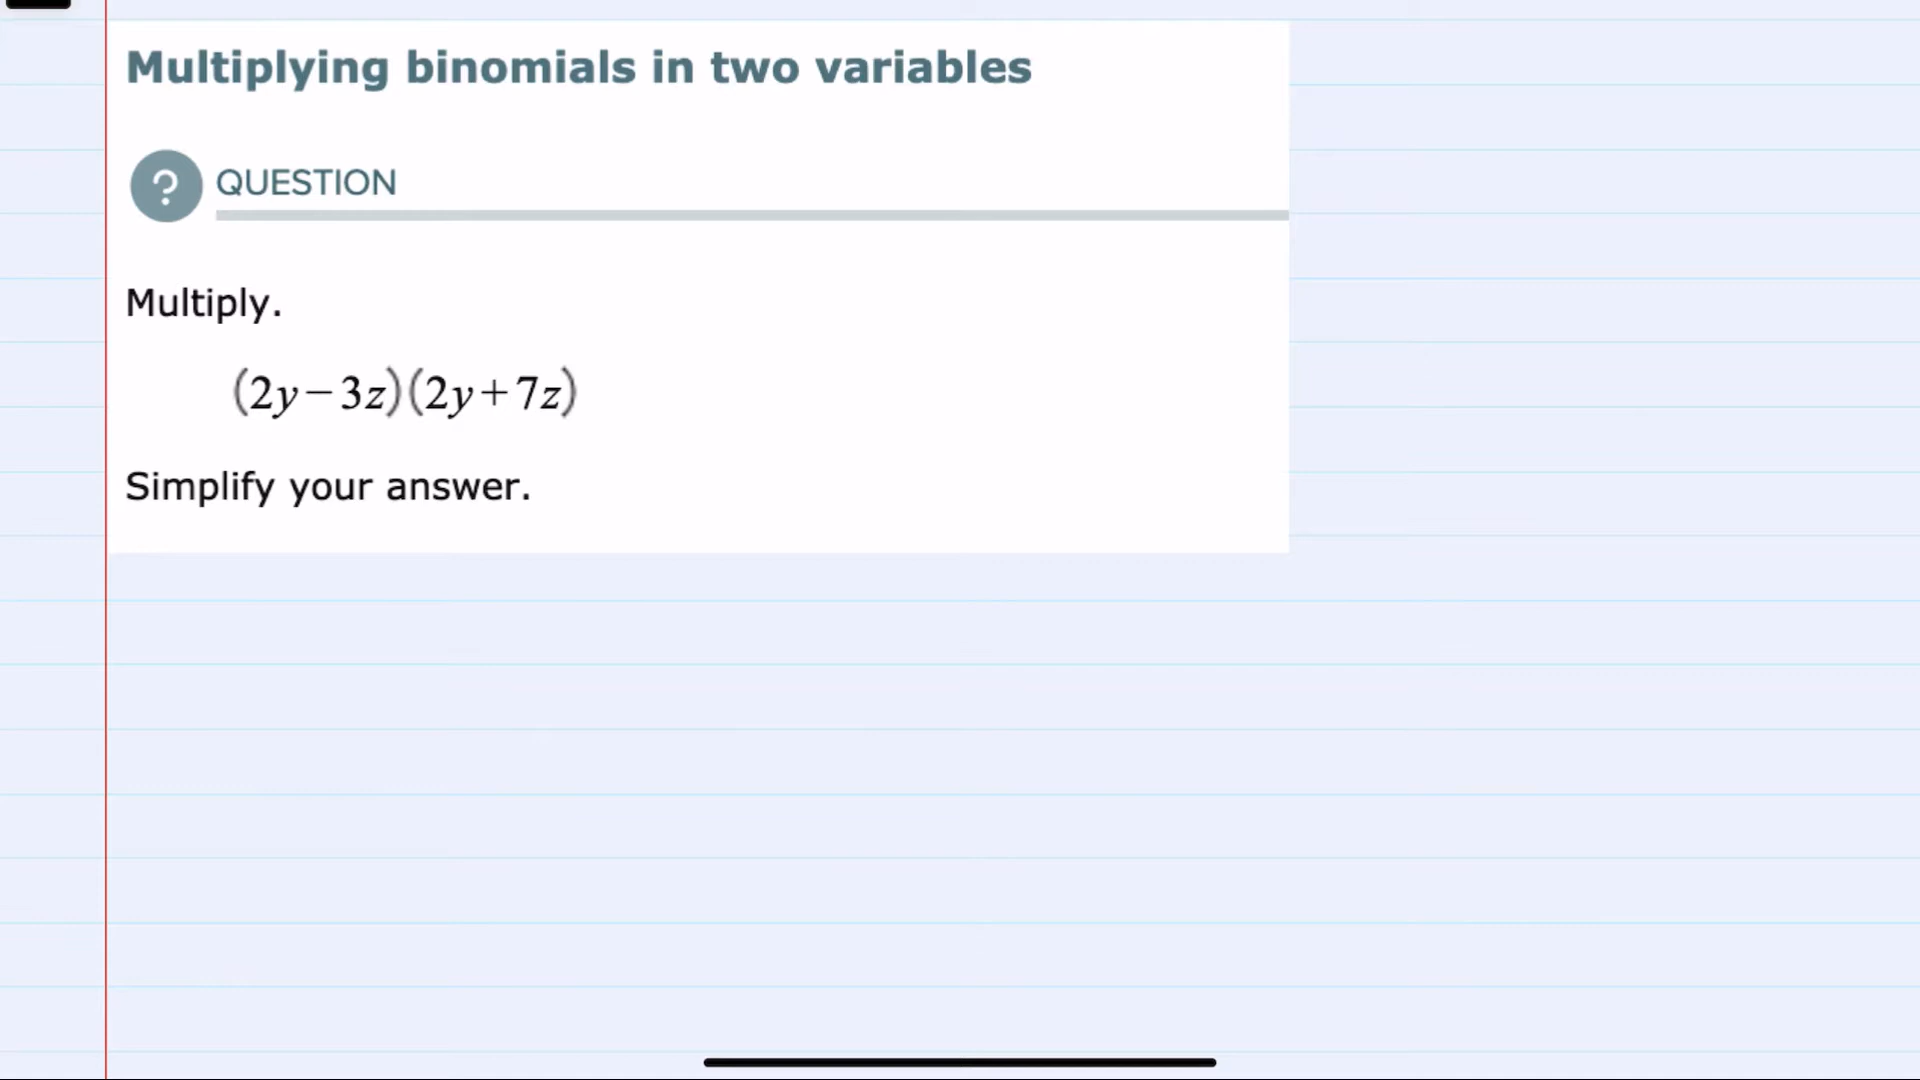 Multiplying binomials in two variables
? QUESTION
Multiply.
(2y−3z)(2y+7z)
Simplify your answer.